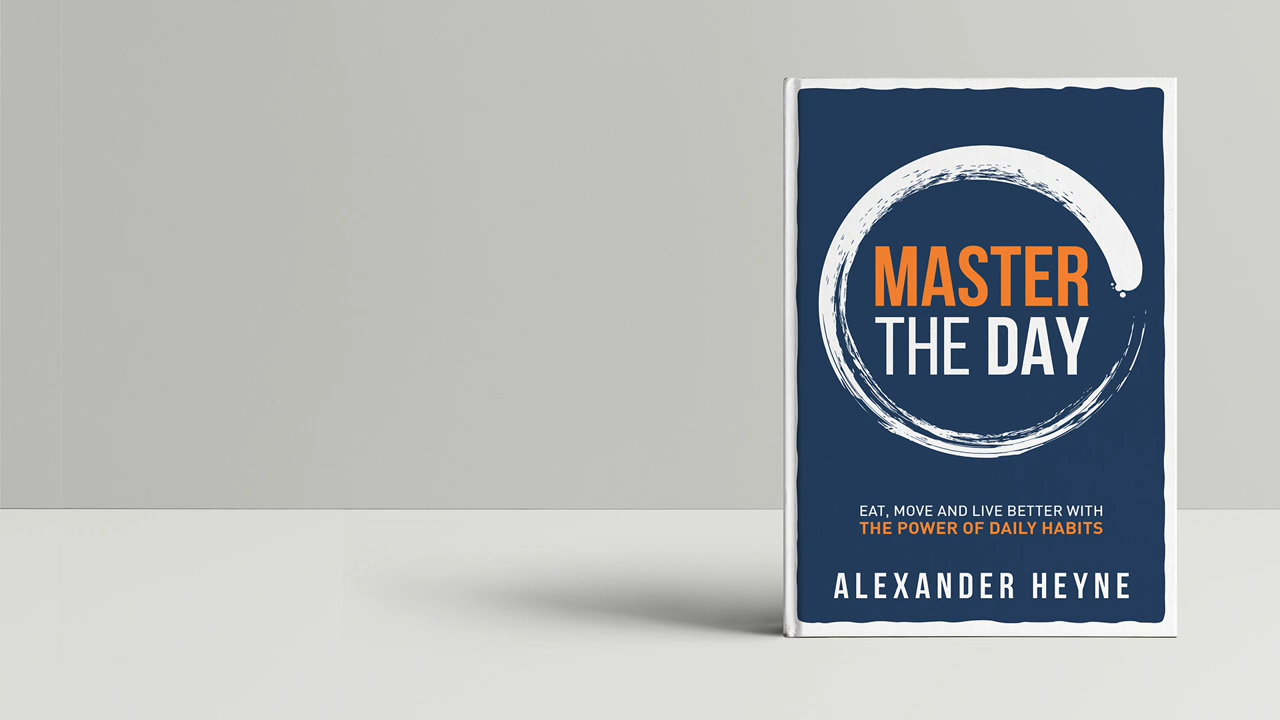 MASTER
THE DAY
EAT, MOVE AND LIVE BETTER WITH
THE POWER OF DAILY HABITS
ALEXANDER HEYNE